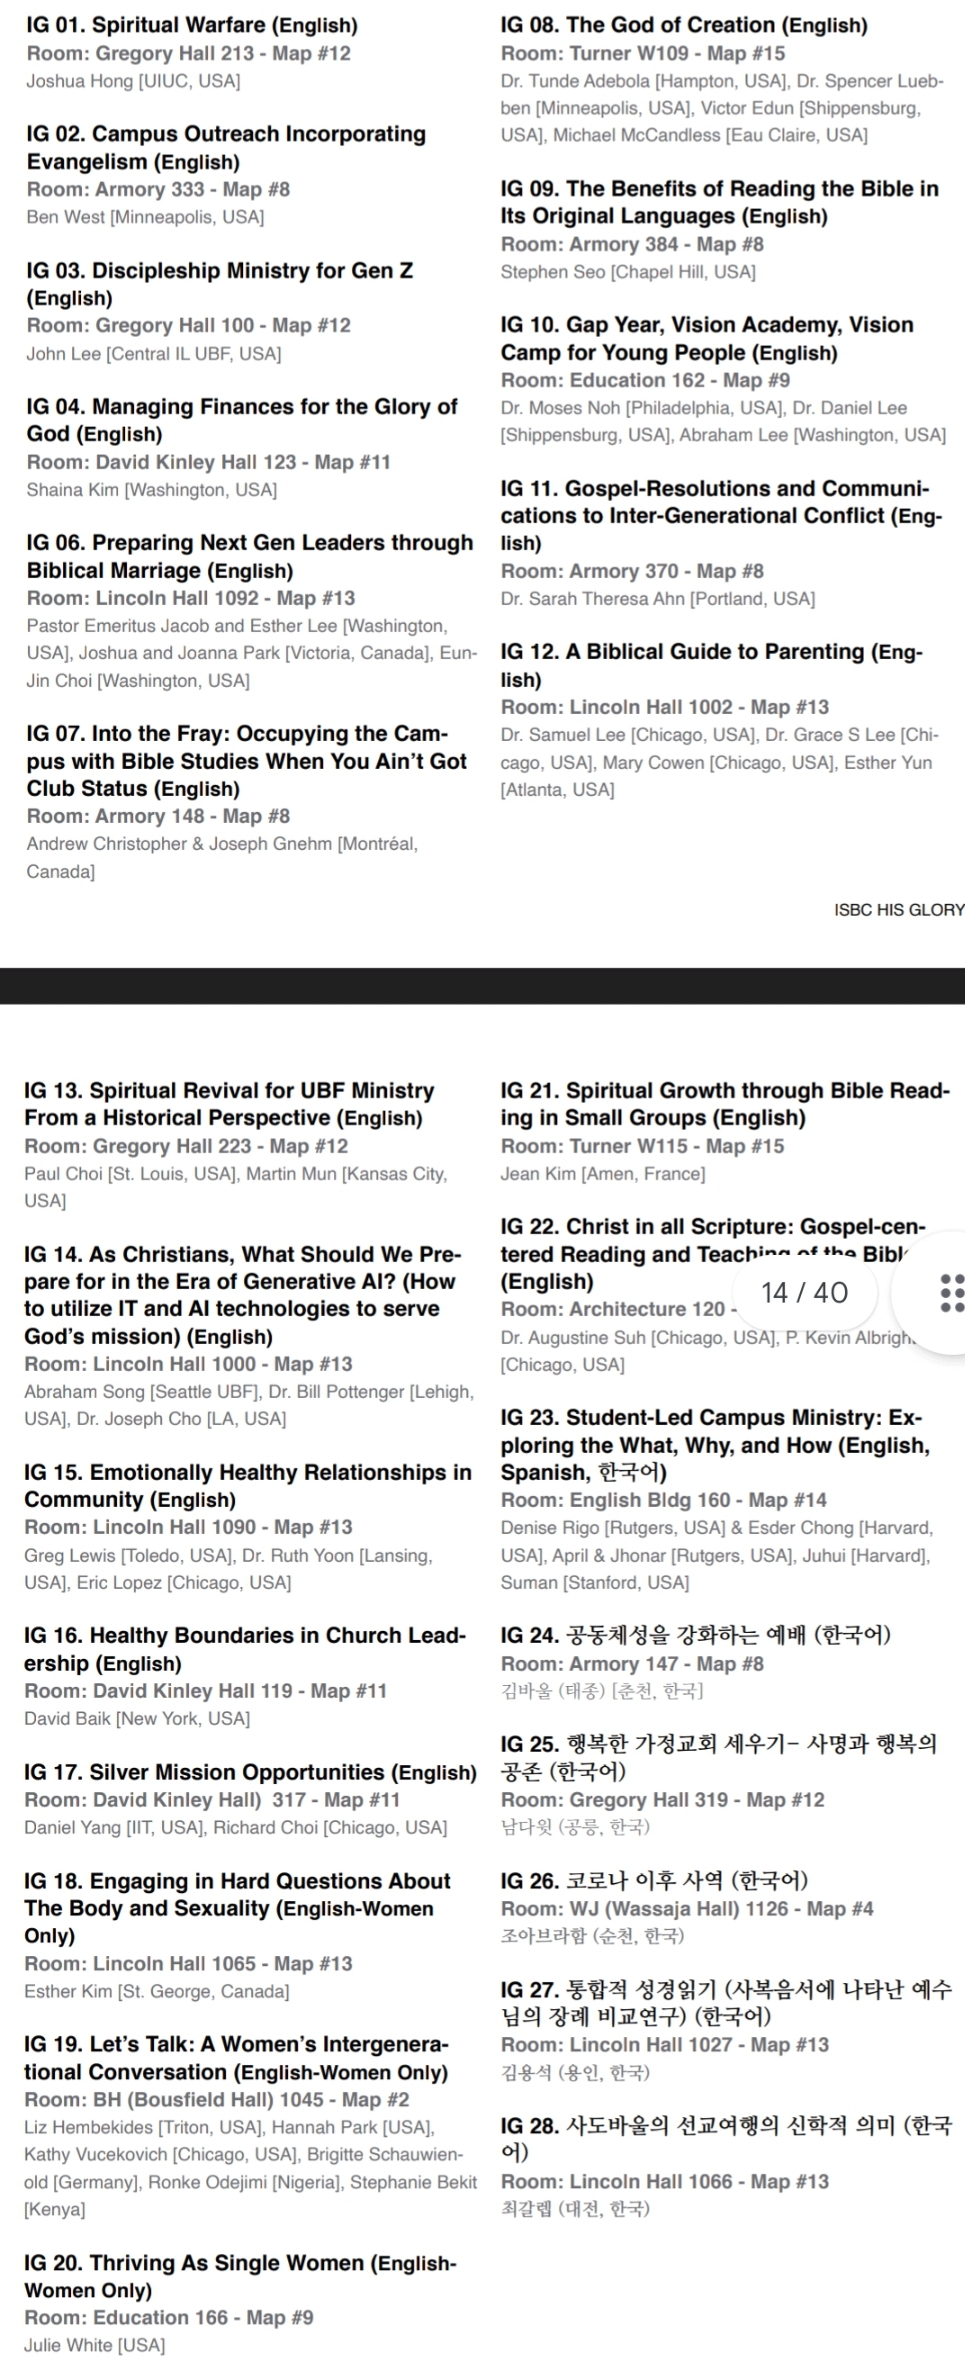 IG 01. Spiritual Warfare (English)
Room: Gregory Hall 213 - Map #12
Joshua Hong [UIUC, USA]
IG 02. Campus Outreach Incorporating
Evangelism (English)
Room: Armory 333 - Map #8
Ben West [Minneapolis, USA]
IG 03. Discipleship Ministry for Gen Z
(English)
Room: Gregory Hall 100 - Map #12
John Lee [Central IL UBF, USA]
IG 04. Managing Finances for the Glory of
God (English)
Room: David Kinley Hall 123 - Map #11
Shaina Kim [Washington, USA]
IG 06. Preparing Next Gen Leaders through
Biblical Marriage (English)
Room: Lincoln Hall 1092 - Map #13
Pastor Emeritus Jacob and Esther Lee [Washington,
USA], Joshua and Joanna Park [Victoria, Canada], Eun-
Jin Choi [Washington, USA]
IG 07. Into the Fray: Occupying the Cam-
pus with Bible Studies When You Ain't Got
Club Status (English)
Room: Armory 148 - Map #8
Andrew Christopher & Joseph Gnehm [Montréal,
Canada]
IG 08. The God of Creation (English)
Room: Turner W109 - Map #15
Dr. Tunde Adebola [Hampton, USA], Dr. Spencer Lueb-
ben [Minneapolis, USA], Victor Edun [Shippensburg,
USA], Michael McCandless [Eau Claire, USA]
IG 09. The Benefits of Reading the Bible in
Its Original Languages (English)
Room: Armory 384 - Map #8
Stephen Seo [Chapel Hill, USA]
IG 10. Gap Year, Vision Academy, Vision
Camp for Young People (English)
Room: Education 162 - Map #9
Dr. Moses Noh [Philadelphia, USA], Dr. Daniel Lee
[Shippensburg, USA], Abraham Lee [Washington, USA]
IG 11. Gospel-Resolutions and Communi-
cations to Inter-Generational Conflict (Eng-
lish)
Room: Armory 370 - Map #8
Dr. Sarah Theresa Ahn [Portland, USA]
IG 12. A Biblical Guide to Parenting (Eng-
lish)
Room: Lincoln Hall 1002 - Map #13
Dr. Samuel Lee [Chicago, USA], Dr. Grace S Lee [Chi-
cago, USA], Mary Cowen [Chicago, USA], Esther Yun
[Atlanta, USA]
ISBC HIS GLORY
IG 13. Spiritual Revival for UBF Ministry
From a Historical Perspective (English)
Room: Gregory Hall 223 - Map #12
Paul Choi [St. Louis, USA], Martin Mun [Kansas City,
USA]
IG 14. As Christians, What Should We Pre-
pare for in the Era of Generative AI? (How
to utilize IT and AI technologies to serve
God's mission) (English)
Room: Lincoln Hall 1000 - Map #13
Abraham Song [Seattle UBF], Dr. Bill Pottenger [Lehigh,
USA], Dr. Joseph Cho [LA, USA]
IG 15. Emotionally Healthy Relationships in
Community (English)
Room: Lincoln Hall 1090 - Map #13
Greg Lewis [Toledo, USA], Dr. Ruth Yoon [Lansing,
USA], Eric Lopez [Chicago, USA]
IG 16. Healthy Boundaries in Church Lead-
ership (English)
Room: David Kinley Hall 119 - Map #11
David Baik [New York, USA]
IG 17. Silver Mission Opportunities (English)
Room: David Kinley Hall)  317 - Map #11
Daniel Yang [IIT, USA], Richard Choi [Chicago, USA]
IG 18. Engaging in Hard Questions About
The Body and Sexuality (English-Women
Only)
Room: Lincoln Hall 1065 - Map #13
Esther Kim [St. George, Canada]
IG 19. Let's Talk: A Women's Intergenera-
tional Conversation (English-Women Only)
Room: BH (Bousfield Hall) 1045 - Map #2
Liz Hembekides [Triton, USA], Hannah Park [USA],
Kathy Vucekovich [Chicago, USA], Brigitte Schauwien-
old [Germany], Ronke Odejimi [Nigeria], Stephanie Bekit
[Kenya]
IG 20. Thriving As Single Women (English-
Women Only)
Room: Education 166 - Map #9
Julie White [USA]
IG 21. Spiritual Growth through Bible Read-
ing in Small Groups (English)
Room: Turner W115 - Map #15
Jean Kim [Amen, France]
IG 22. Christ in all Scripture: Gospel-cen-
tered Reading and Teaching of the Bible
(English)
14 / 40
Room: Architecture 120 -
Dr. Augustine Suh [Chicago, USA], P. Kevin Albright
[Chicago, USA]
IG 23. Student-Led Campus Ministry: Ex-
ploring the What, Why, and How (English,
Spanish, 한국어)
Room: English Bldg 160 - Map #14
Denise Rigo [Rutgers, USA] & Esder Chong [Harvard,
USA], April & Jhonar [Rutgers, USA], Juhui [Harvard],
Suman [Stanford, USA]
IG 24. 공동체성을 강화하는 예배 (한국어)
Room: Armory 147 - Map #8
김바울 (태종) [춘천, 한국]
IG 25. 행복한 가정교회 세우기– 사명과 행복의
공존 (한국어)
Room: Gregory Hall 319 - Map #12
남다윗 (공릉, 한국)
IG 26. 코로나 이후 사역 (한국어)
Room: WJ (Wassaja Hall) 1126 - Map #4
조아브라함 (순천, 한국)
IG 27. 통합적 성경읽기 (사복음서에 나타난 예수
님의 장례 비교연구) (한국어)
Room: Lincoln Hall 1027 - Map #13
김용석 (용인, 한국)
IG 28. 사도바울의 선교여행의 신학적 의미 (한국
어)
Room: Lincoln Hall 1066 - Map #13
최갈렙 (대전, 한국)